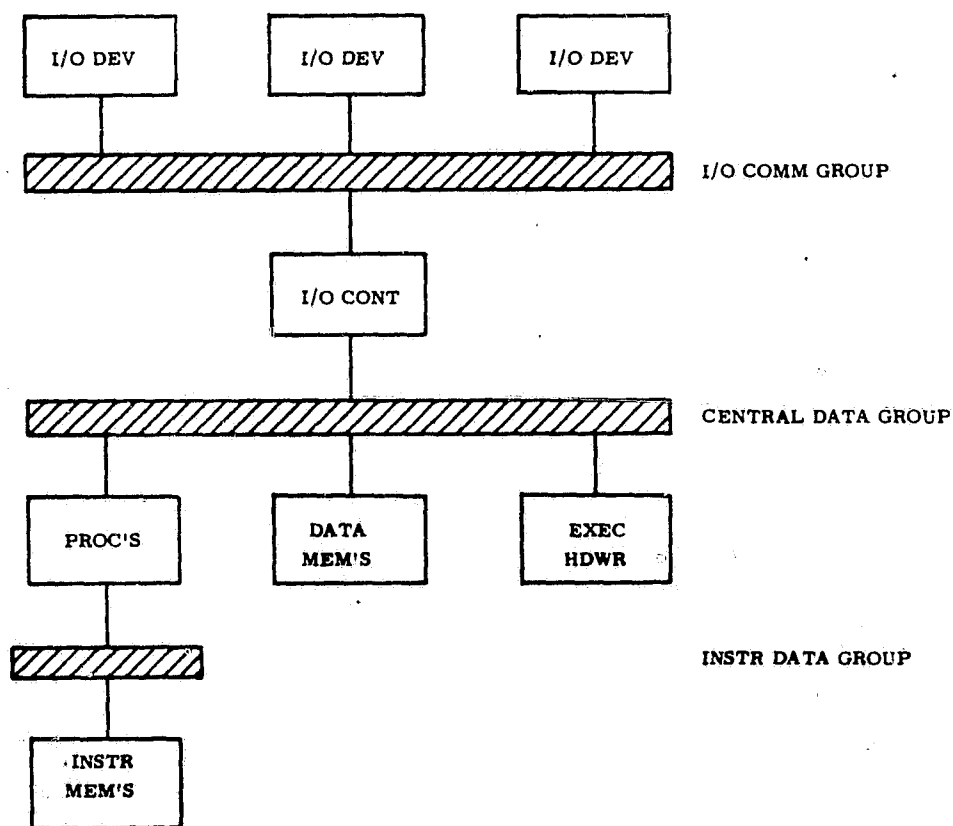 I/O DEV
I/O DEV
I/O DEV
I/O COMM GROUP
I/O CONT
CENTRAL DATA GROUP
PROC'S
DATA
MEM'S
EXEC
HDWR
INSTR DATA GROUP
INSTR
MEM'S